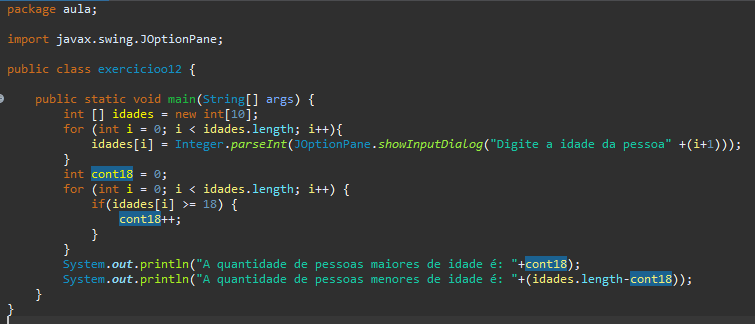 package aula;
import javax.swing.JOptionPane;
public class exercicioo12 {
public static void main(String[] args) {
int [] idades = new int[10];
for (int i = 0; i < idades.length; i++){
idades[i] = Integer.parseInt(JOptionPane.showInputDialog("Digite a idade da pessoa" +(i+1)));
}
int cont18 = 0;
for (int i = 0; i < idades.length; i++) {
if(idades[i] >= 18) {
cont18++;
}
}
System.out.println("A quantidade de pessoas maiores de idade é: "+cont18);
System.out.println("A quantidade de pessoas menores de idade é: "+(idades.length-cont18));
}
}